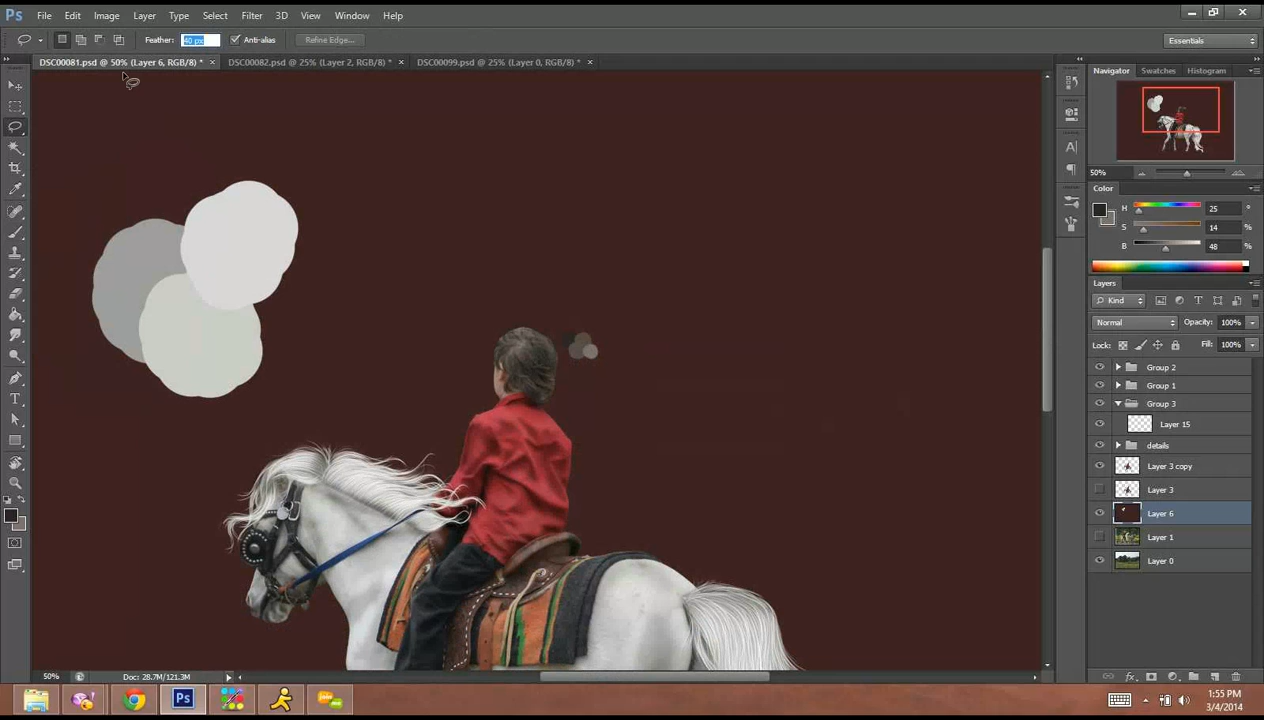 Ps File Edit Image Layer Type Select Filter 3D View Window Help
Feather: 40 px Anti-alias Refine Edge... Essentials
DSC00081.psd @ 50% (Layer 6, RGB/8) * × DSC00082.psd @ 25% (Layer 2, RGB/8) * × DSC00099.psd @ 25% (Layer 0, RGB/8) * ×
Navigator Swatches Histogram
50%
Color
H 25 °
S 14 %
B 48 %
Layers
Kind
Normal Opacity: 100%
Lock: Fill: 100%
Group 2
Group 1
Group 3
Layer 15
details
Layer 3 copy
Layer 3
Layer 6
Layer 1
Layer 0
50% Doc: 28.7M/121.3M
Ps
1:55 PM
3/4/2014